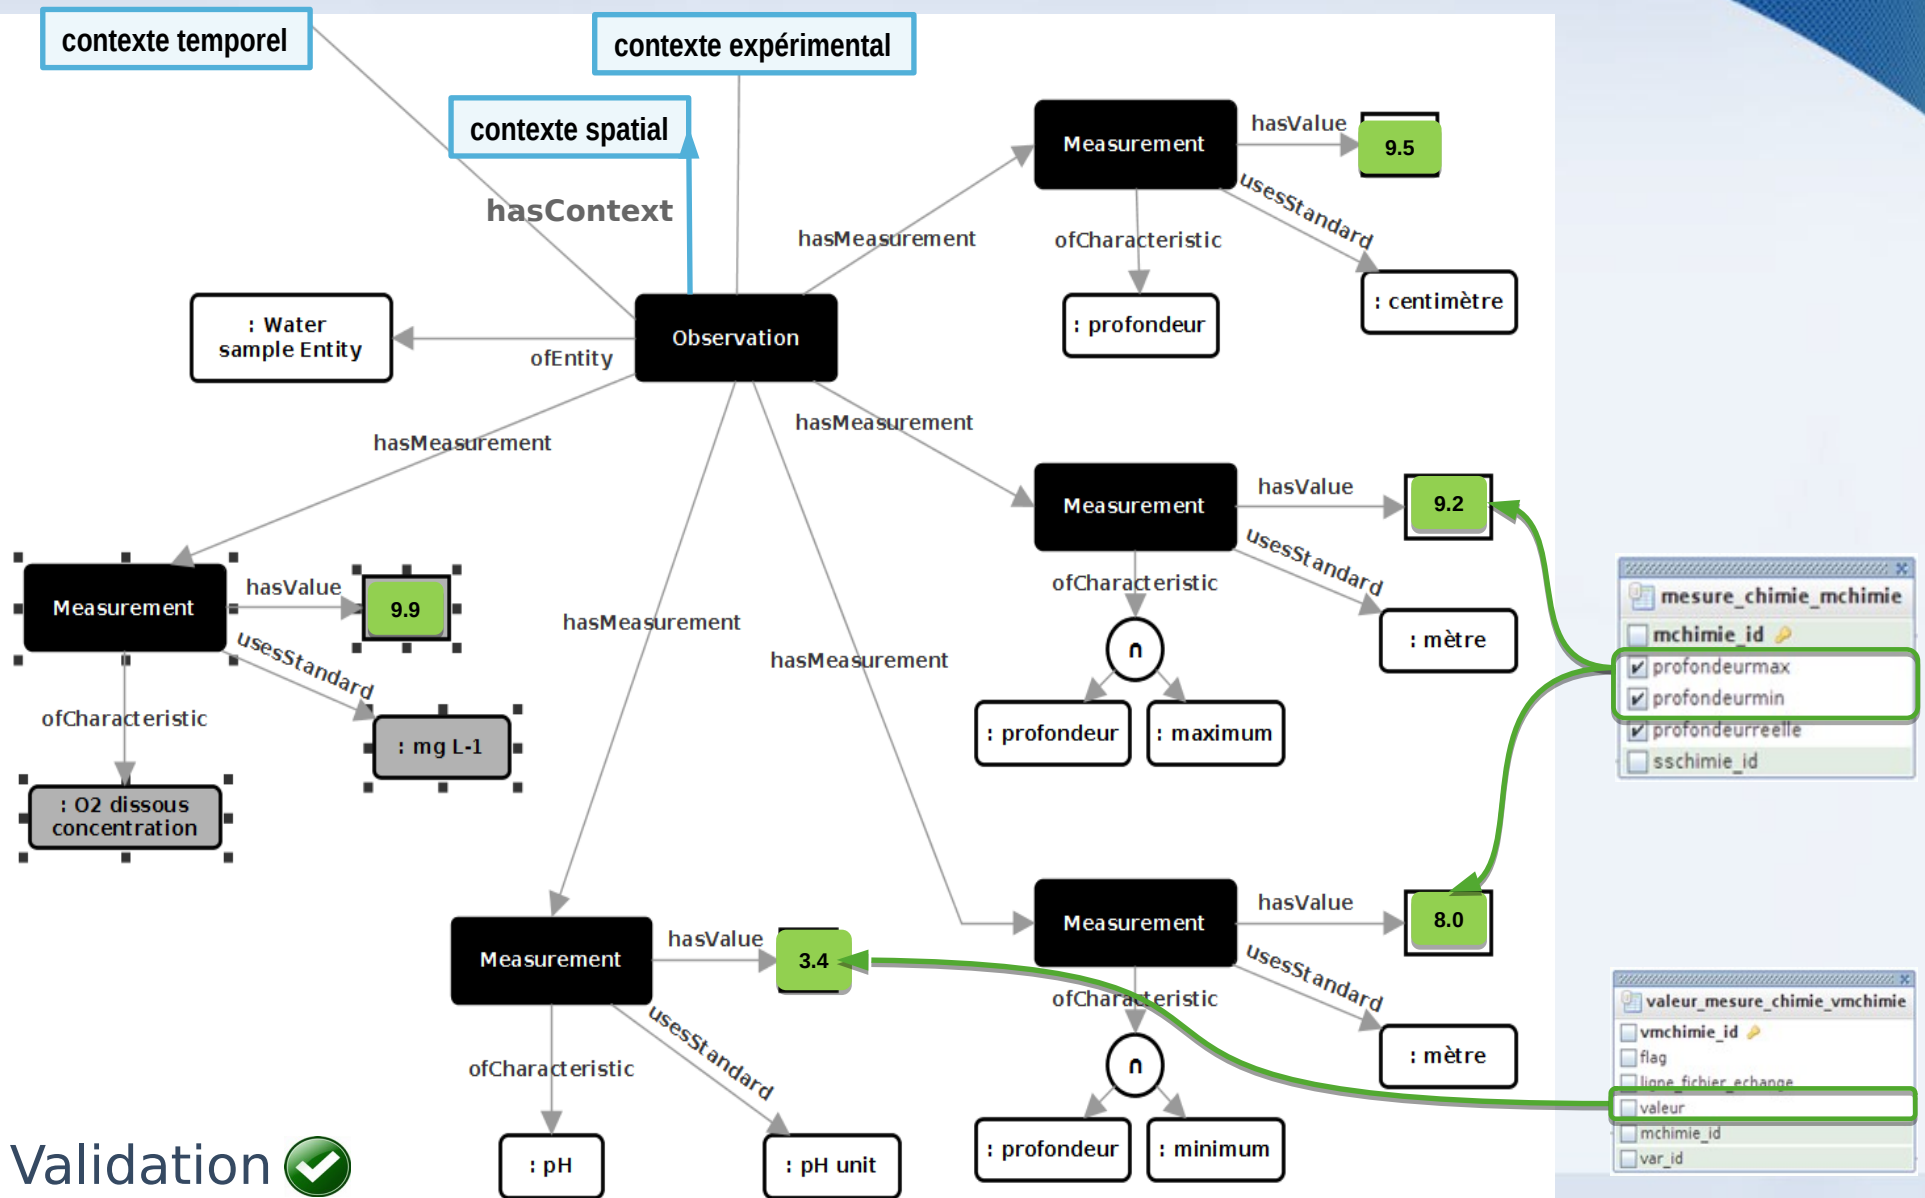 contexte temporel
contexte expérimental
contexte spatial
hasContext
Measurement
hasValue
9.5
usesStandard
hasMeasurement
ofCharacteristic
: centimètre
: profondeur
: Water
sample Entity
ofEntity
Observation
hasMeasurement
hasMeasurement
Measurement
hasValue
9.2
usesStandard
ofCharacteristic
: mètre
∩
: profondeur
: maximum
Measurement
hasValue
9.9
usesStandard
ofCharacteristic
: mg L-1
: O2 dissous
concentration
hasMeasurement
hasMeasurement
mesure_chimie_mchimie
mchimie_id
profondeurmax
profondeurmin
profondeurreelle
sschimie_id
Measurement
hasValue
3.4
usesStandard
ofCharacteristic
: pH
: pH unit
Measurement
hasValue
8.0
usesStandard
ofCharacteristic
: mètre
∩
: profondeur
: minimum
valeur_mesure_chimie_vmchimie
vmchimie_id
flag
ligne_fichier_echange
valeur
mchimie_id
var_id
Validation